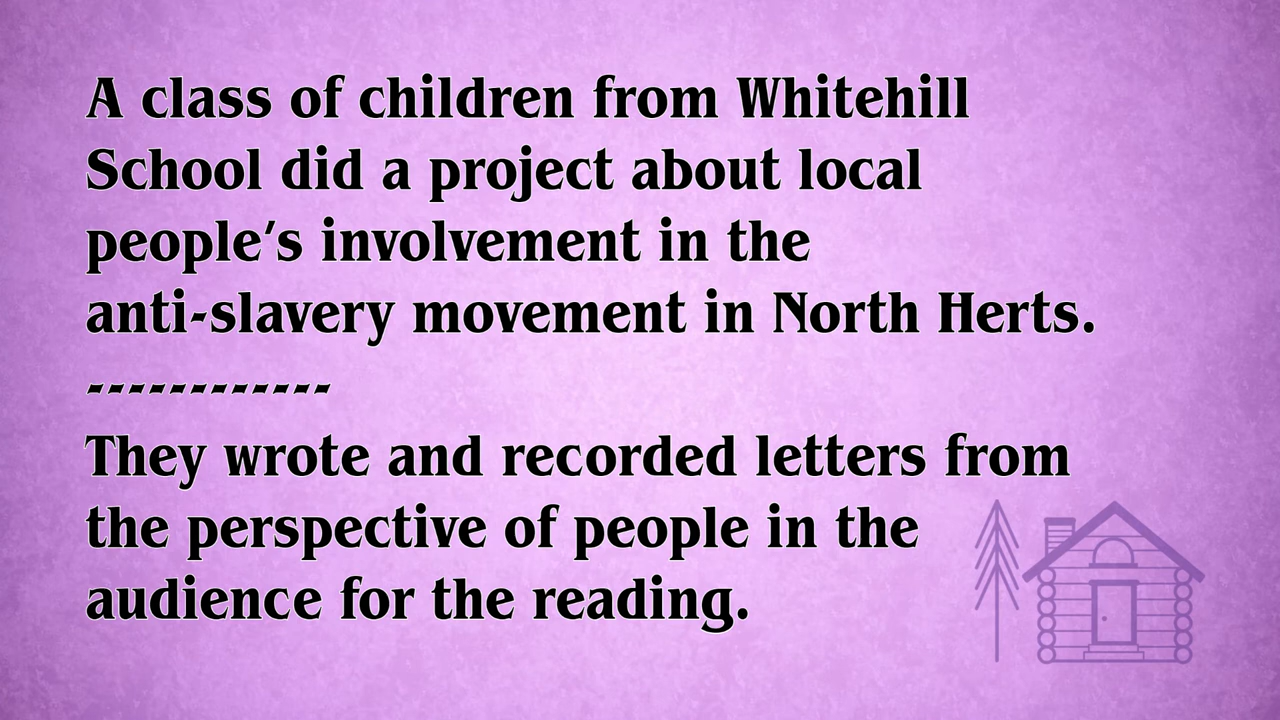 A class of children from Whitehill
School did a project about local
people’s involvement in the
anti-slavery movement in North Herts.
------------
They wrote and recorded letters from
the perspective of people in the
audience for the reading.